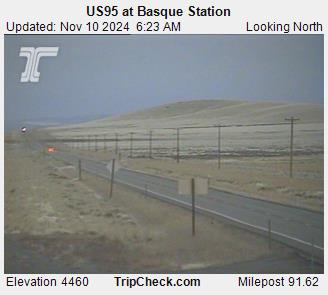 US95 at Basque Station
Updated: Nov 10 2024 6:23 AM
Looking North
Elevation 4460
TripCheck.com
Milepost 91.62